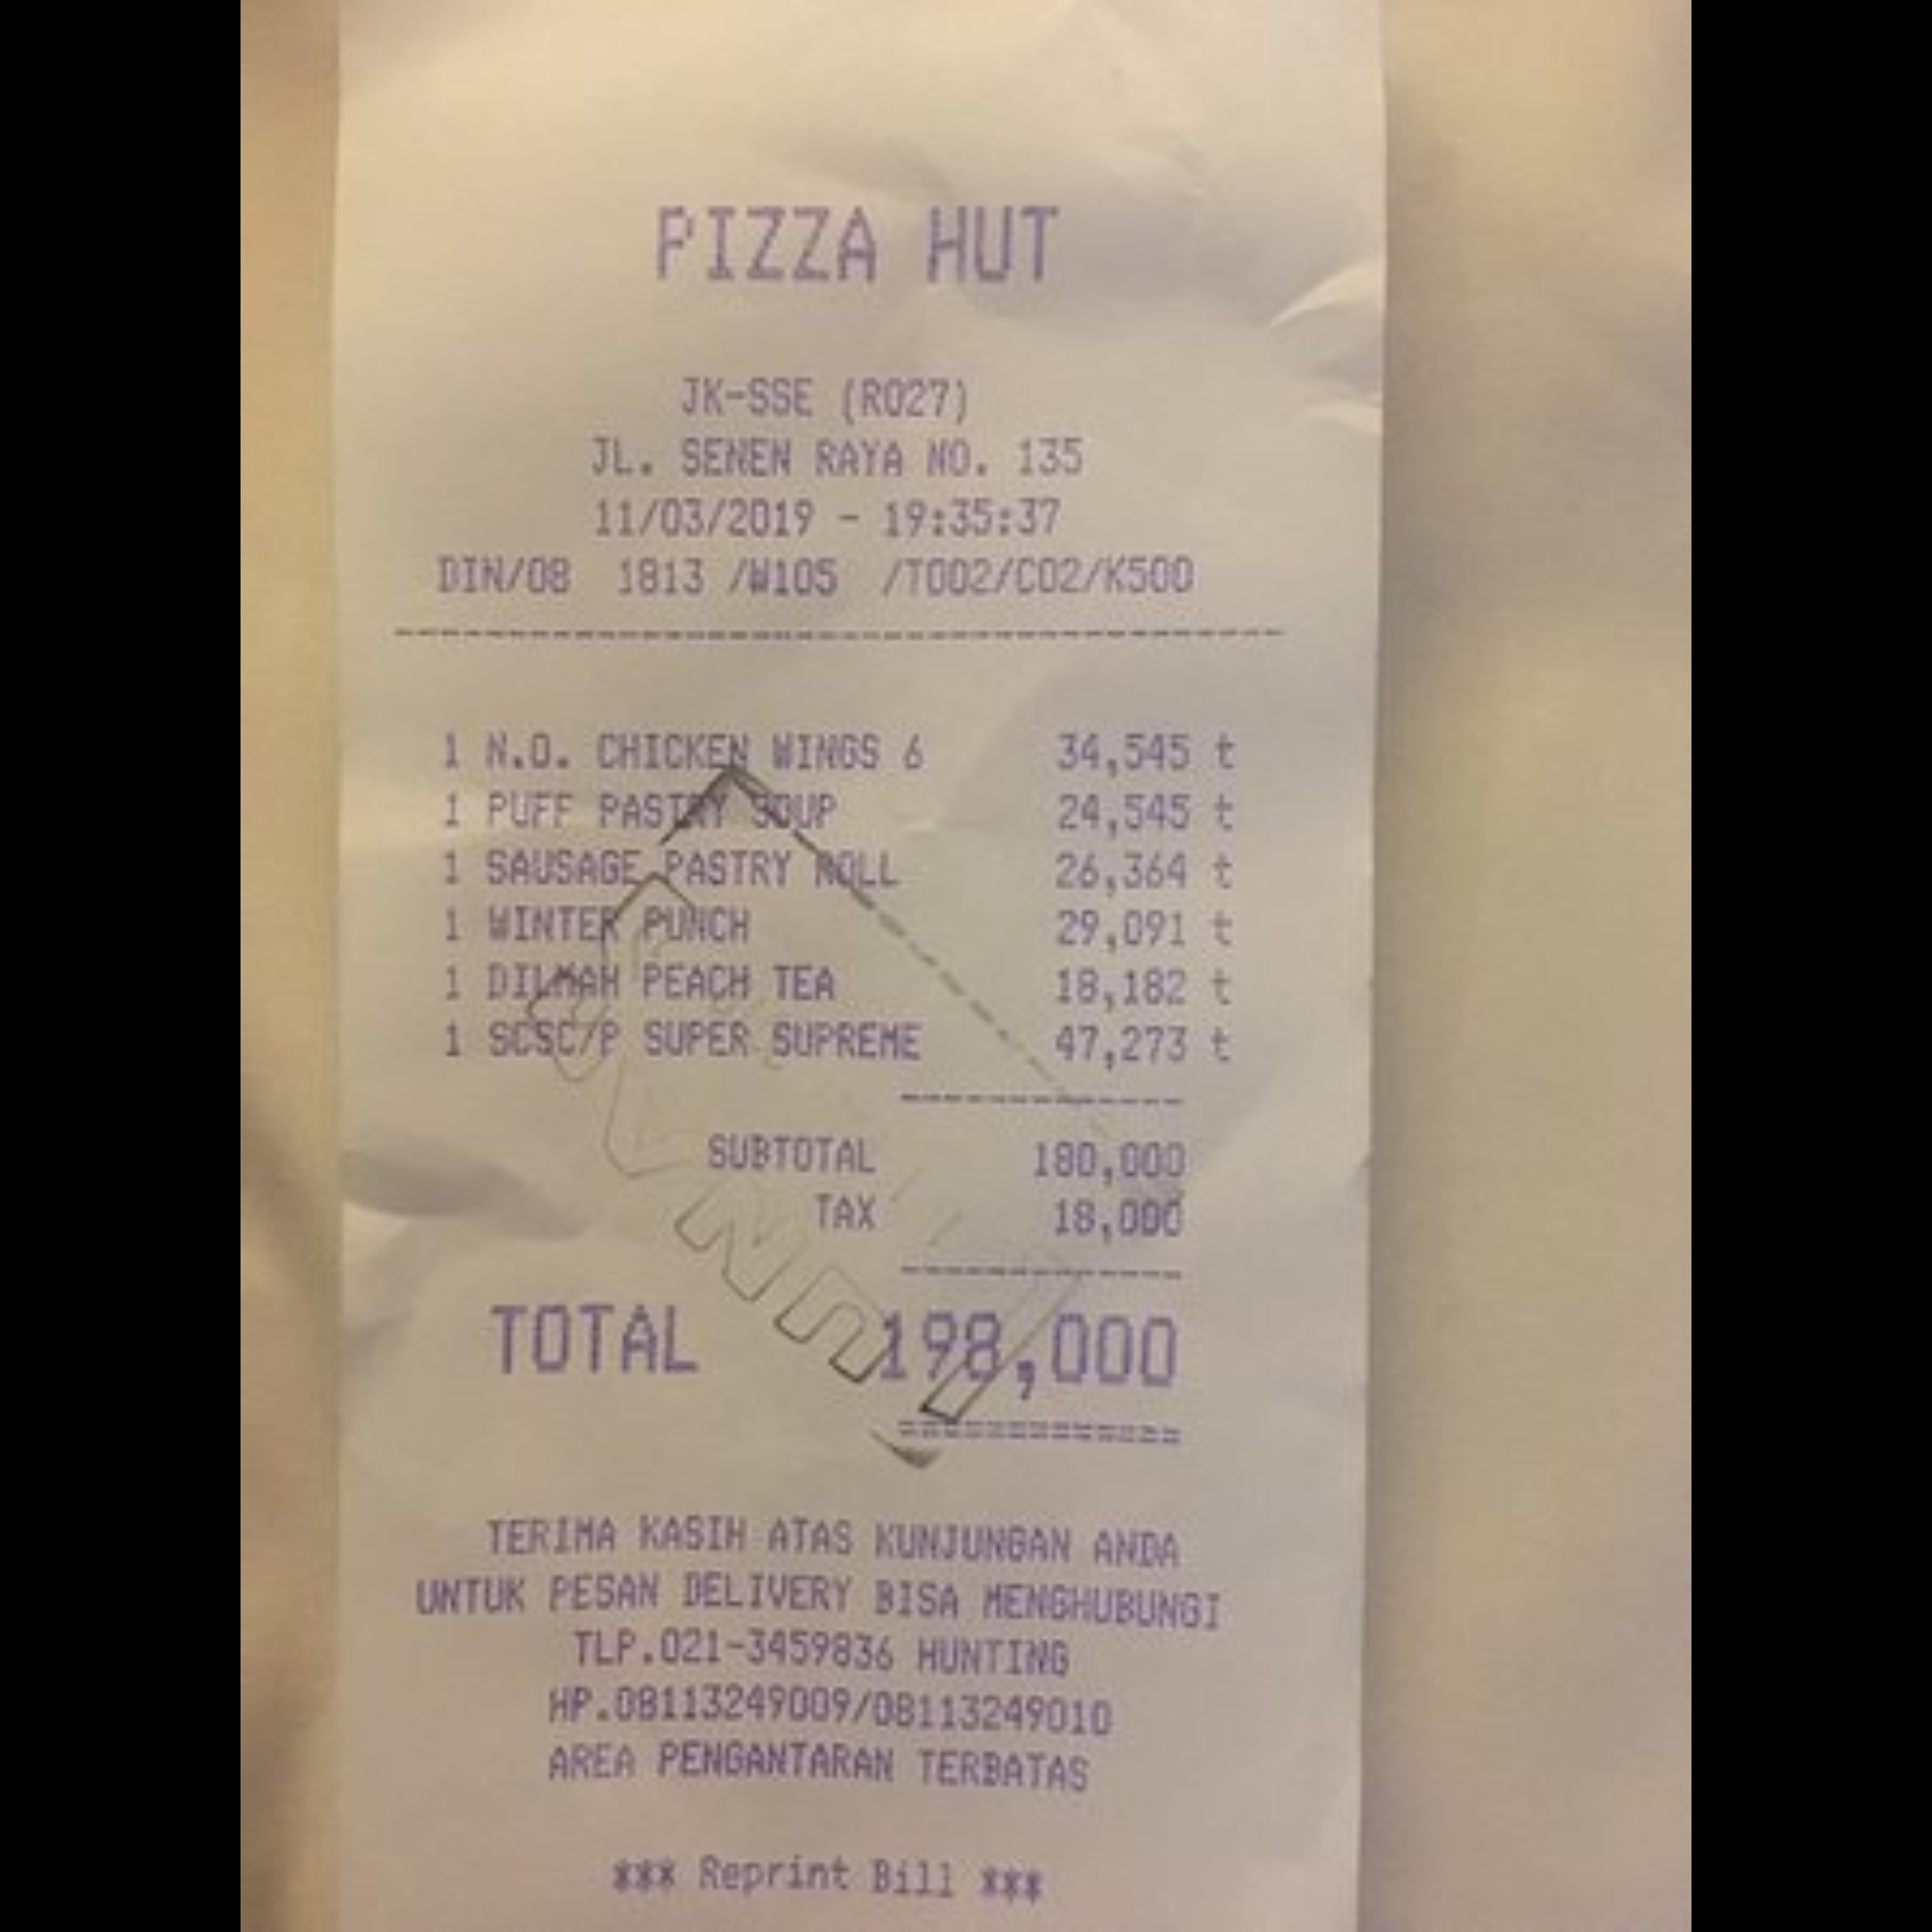 PIZZA HUT
JK-SSE (R027)
JL. SENEN RAYA NO. 135
11/03/2019 - 19:35:37
DIN/08 1813 /W105 /T002/C02/K500
1 N.O. CHICKEN WINGS 6 34,545 t
1 PUFF PASTRY SOUP 24,545 t
1 SAUSAGE PASTRY ROLL 26,364 t
1 WINTER PUNCH 29,091 t
1 DILMAH PEACH TEA 18,182 t
1 SCSC/P SUPER SUPREME 47,273 t
SUBTOTAL 180,000
TAX 18,000
TOTAL 198,000
TERIMA KASIH ATAS KUNJUNGAN ANDA
UNTUK PESAN DELIVERY BISA MENGHUBUNGI
TLP.021-3459836 HUNTING
HP.08113249009/08113249010
AREA PENGANTARAN TERBATAS
*** Reprint Bill ***